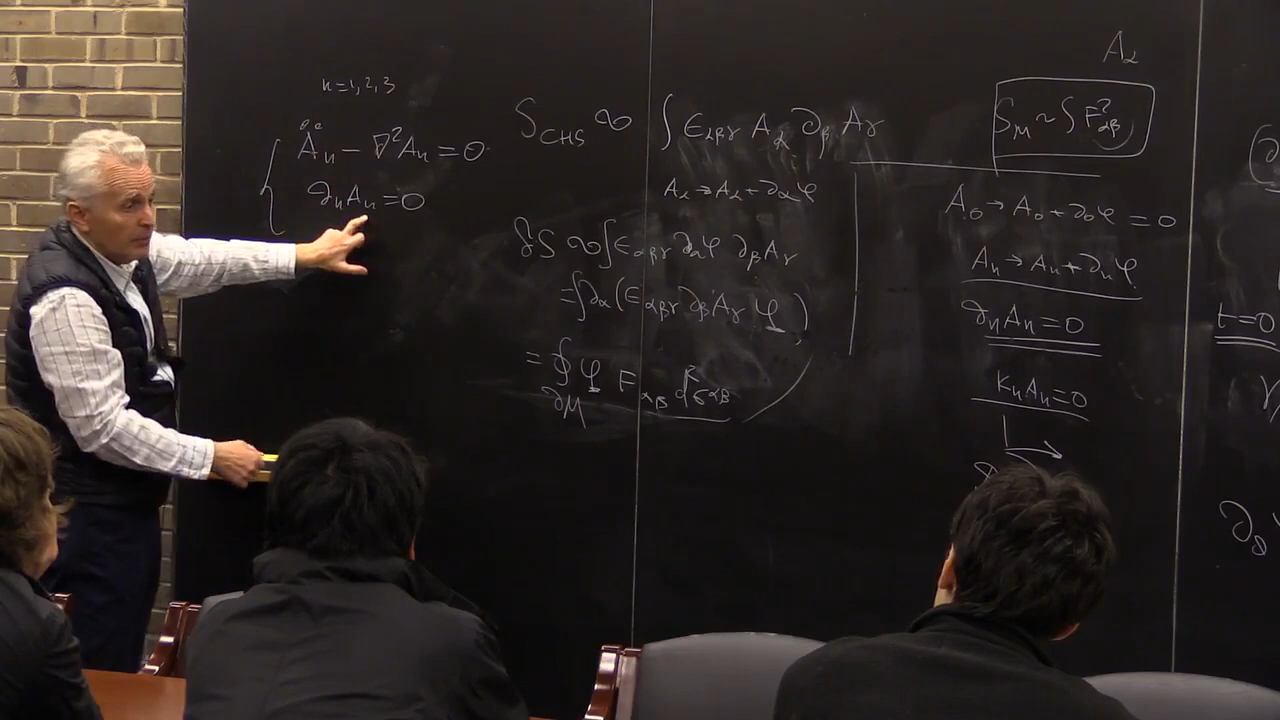 n=1,2,3
Äₙ − ∇²Aₙ = 0
∂ₙAₙ = 0
S_CHS ∾ ∫ ϵ_αβγ A_α ∂_β A_γ
A_α → A_α + ∂_α φ
δS ∾ ∫ ϵ_αβγ ∂_α φ ∂_β A_γ
= ∫ ∂_α (ϵ_αβγ ∂_β A_γ φ)
= ∮ φ F_αβ dσ_αβ
∂M
A_α
S_M ~ ∫ F²_αβ
A₀ → A₀ + ∂₀φ = 0
Aₙ → Aₙ + ∂ₙφ
∂ₙAₙ = 0
kₙAₙ = 0
t=0